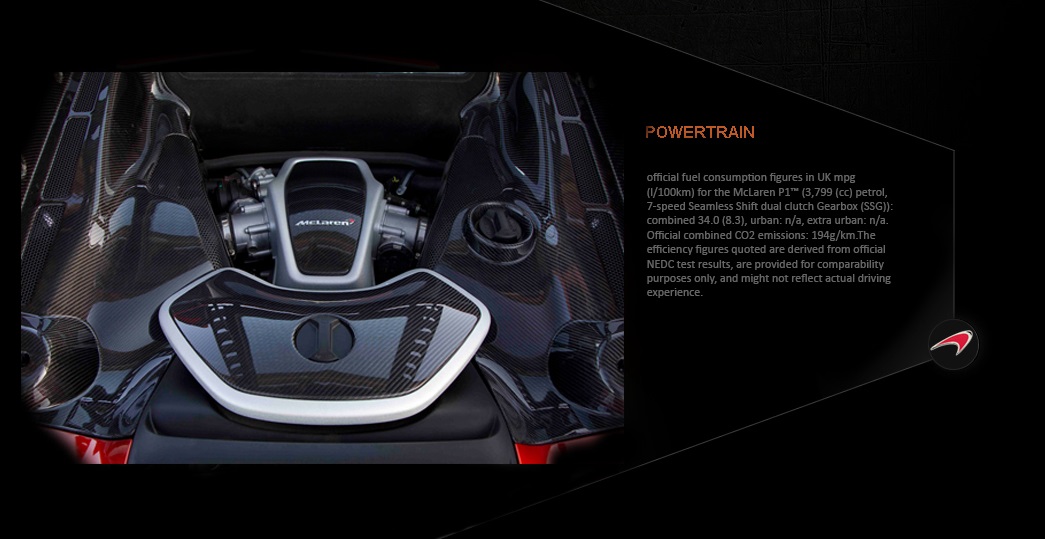 McLaren
POWERTRAIN
official fuel consumption figures in UK mpg
(l/100km) for the McLaren P1™ (3,799 (cc) petrol,
7-speed Seamless Shift dual clutch Gearbox (SSG)):
combined 34.0 (8.3), urban: n/a, extra urban: n/a.
Official combined CO2 emissions: 194g/km.The
efficiency figures quoted are derived from official
NEDC test results, are provided for comparability
purposes only, and might not reflect actual driving
experience.